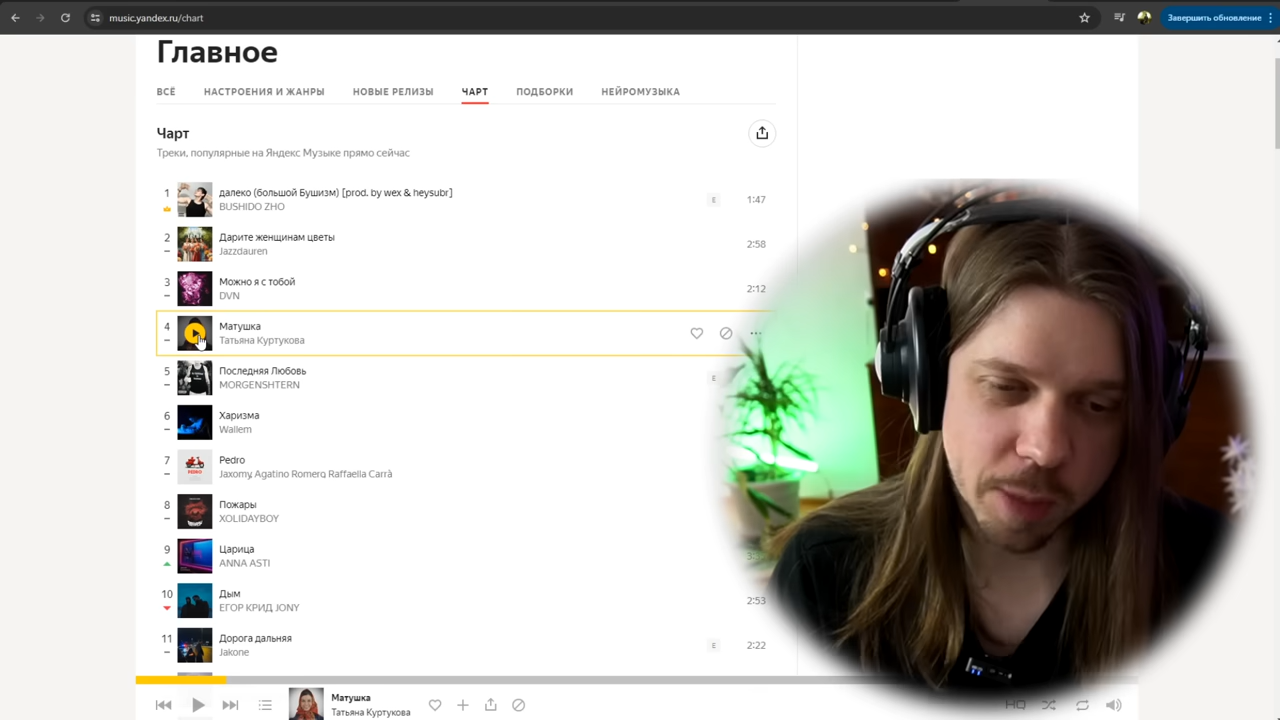 music.yandex.ru/chart
Завершить обновление
Главное
ВСЁ НАСТРОЕНИЯ И ЖАНРЫ НОВЫЕ РЕЛИЗЫ ЧАРТ ПОДБОРКИ НЕЙРОМУЗЫКА
Чарт
Треки, популярные на Яндекс Музыке прямо сейчас
1 далеко (большой Бушизм) [prod. by wex & heysubr] E 1:47
BUSHIDO ZHO
2 Дарите женщинам цветы 2:58
Jazzdauren
3 Можно я с тобой 2:12
DVN
4 Матушка
Татьяна Куртукова
5 Последняя Любовь E
MORGENSHTERN
6 Харизма
Wallem
7 Pedro
Jaxomy, Agatino Romero, Raffaella Carrà
8 Пожары
XOLIDAYBOY
9 Царица
ANNA ASTI
10 Дым 2:53
ЕГОР КРИД, JONY
11 Дорога дальняя E 2:22
Jakone
Матушка
Татьяна Куртукова
HQ